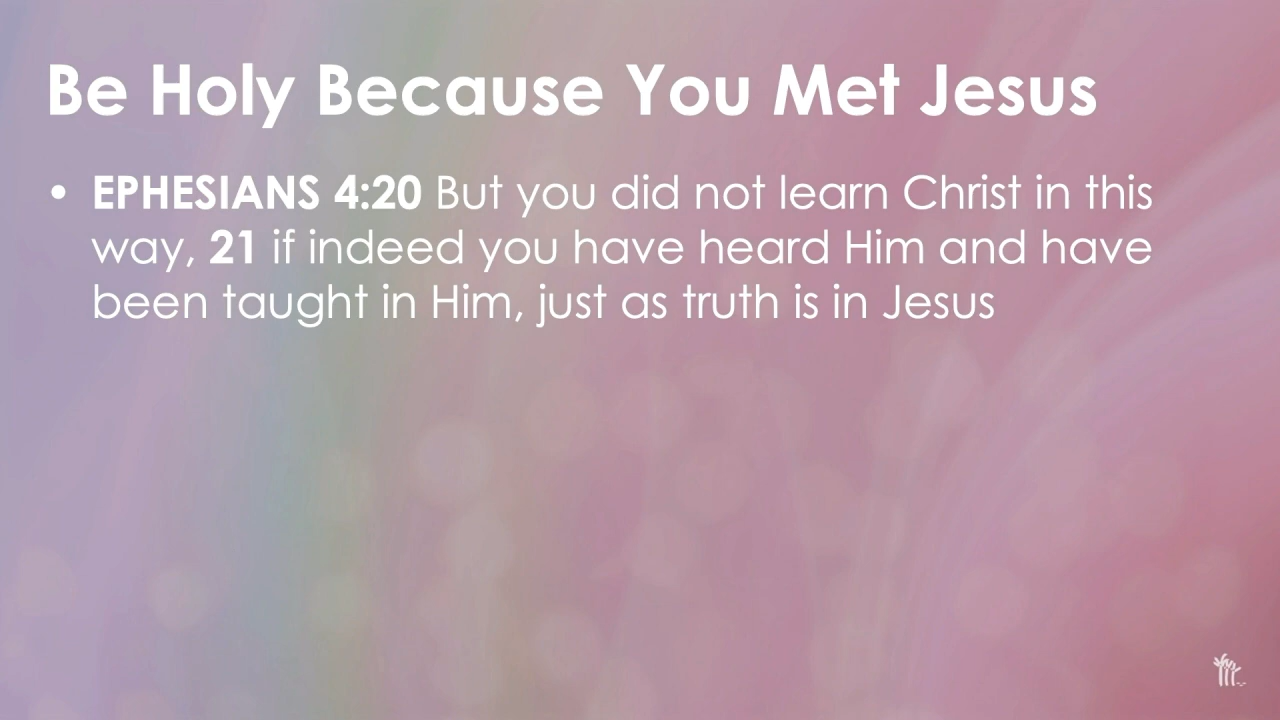 Be Holy Because You Met Jesus
• EPHESIANS 4:20 But you did not learn Christ in this
way, 21 if indeed you have heard Him and have
been taught in Him, just as truth is in Jesus